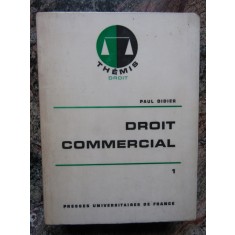 THÉMIS
DROIT
PAUL DIDIER
DROIT
COMMERCIAL
1
PRESSES UNIVERSITAIRES DE FRANCE